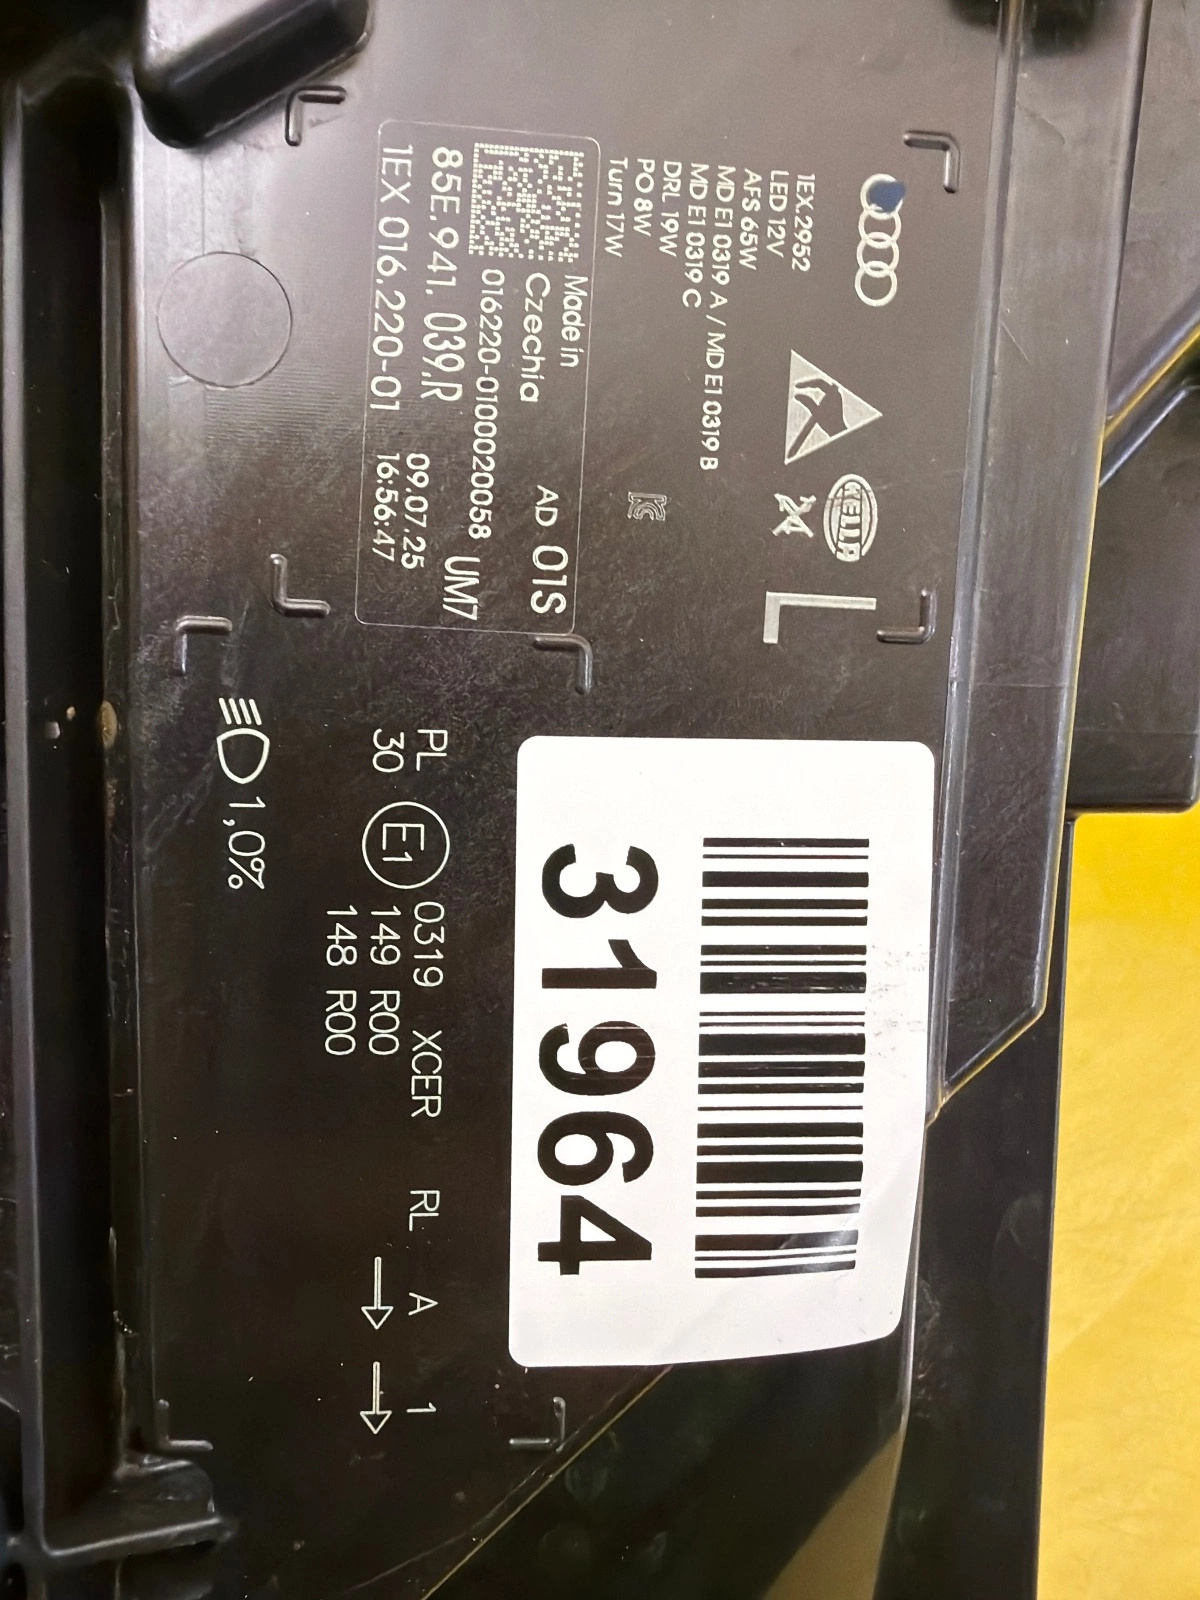 HELLA
L
1EX.2952
LED 12V
AFS 65W
MD E1 0319 A / MD E1 0319 B
MD E1 0319 C
DRL 19W
PO 8W
Turn 17W
Made in
Czechia
AD 01S
016220-0100020058 UM7
85E.941.039.R 09.07.25
1EX 016.220-01 16:56:47
31964
PL 0319 XCER RL A 1
30 E1 149 R00
148 R00
1,0%